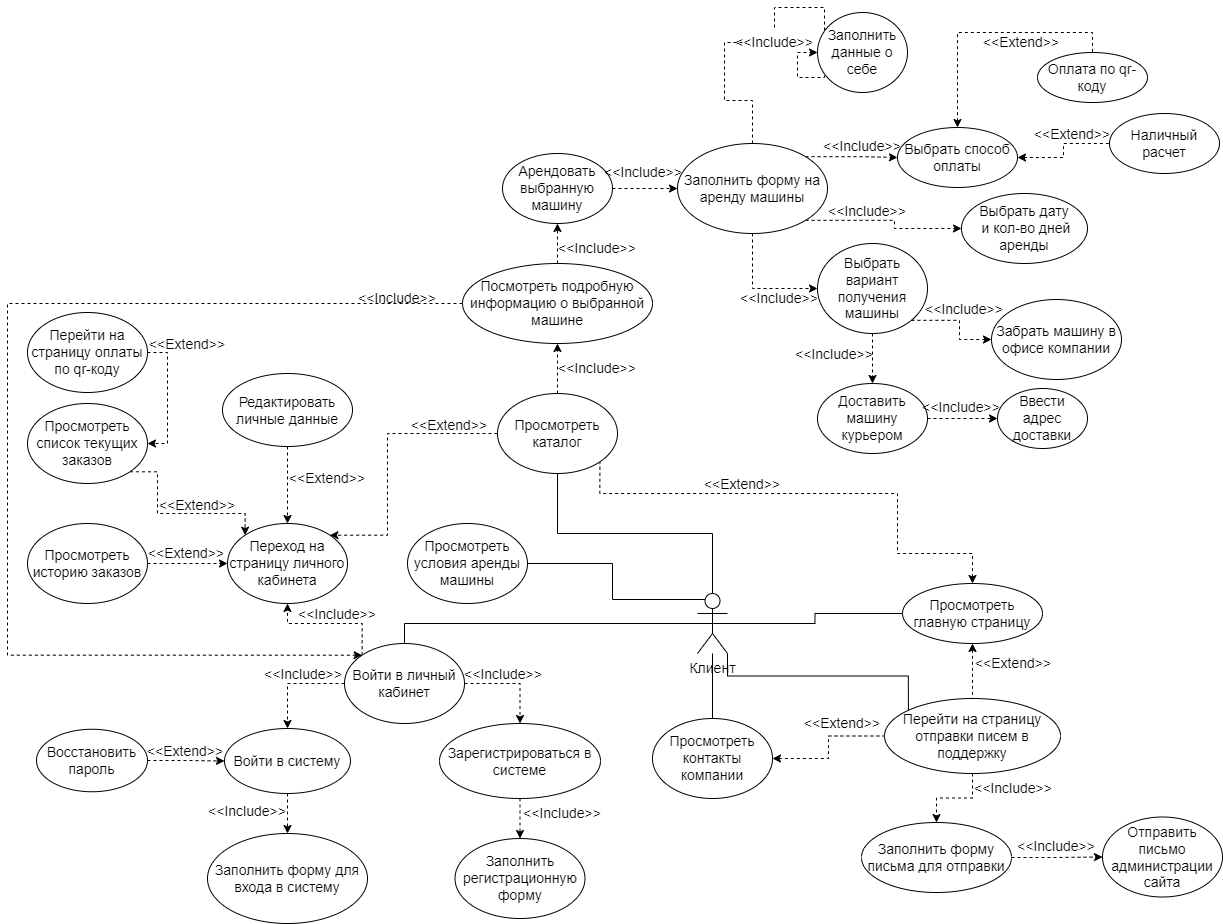 <<Include>>
Заполнить
данные о
себе
<<Extend>>
Оплата по qr-
коду
<<Include>>
Выбрать способ
оплаты
<<Extend>>
Наличный
расчет
Арендовать
выбранную
машину
<<Include>>
Заполнить форму на
аренду машины
<<Include>>
Выбрать дату
и кол-во дней
аренды
<<Include>>
Выбрать
вариант
получения
машины
<<Include>>
<<Include>>
Посмотреть подробную
информацию о выбранной
машине
<<Include>>
<<Include>>
Забрать машину в
офисе компании
Перейти на
страницу оплаты
по qr-коду
<<Extend>>
<<Include>>
<<Include>>
Доставить
машину
курьером
<<Include>>
Ввести
адрес
доставки
Редактировать
личные данные
Просмотреть
список текущих
заказов
<<Extend>>
Просмотреть
каталог
<<Extend>>
<<Extend>>
<<Extend>>
Просмотреть
историю заказов
<<Extend>>
Переход на
страницу личного
кабинета
Просмотреть
условия аренды
машины
<<Include>>
Просмотреть
главную страницу
Клиент
<<Extend>>
<<Include>>
Войти в личный
кабинет
<<Include>>
Восстановить
пароль
<<Extend>>
Войти в систему
Зарегистрироваться в
системе
Просмотреть
контакты
компании
<<Extend>>
Перейти на страницу
отправки писем в
поддержку
<<Include>>
<<Include>>
<<Include>>
Заполнить форму для
входа в систему
Заполнить
регистрационную
форму
Заполнить форму
письма для отправки
<<Include>>
Отправить
письмо
администрации
сайта